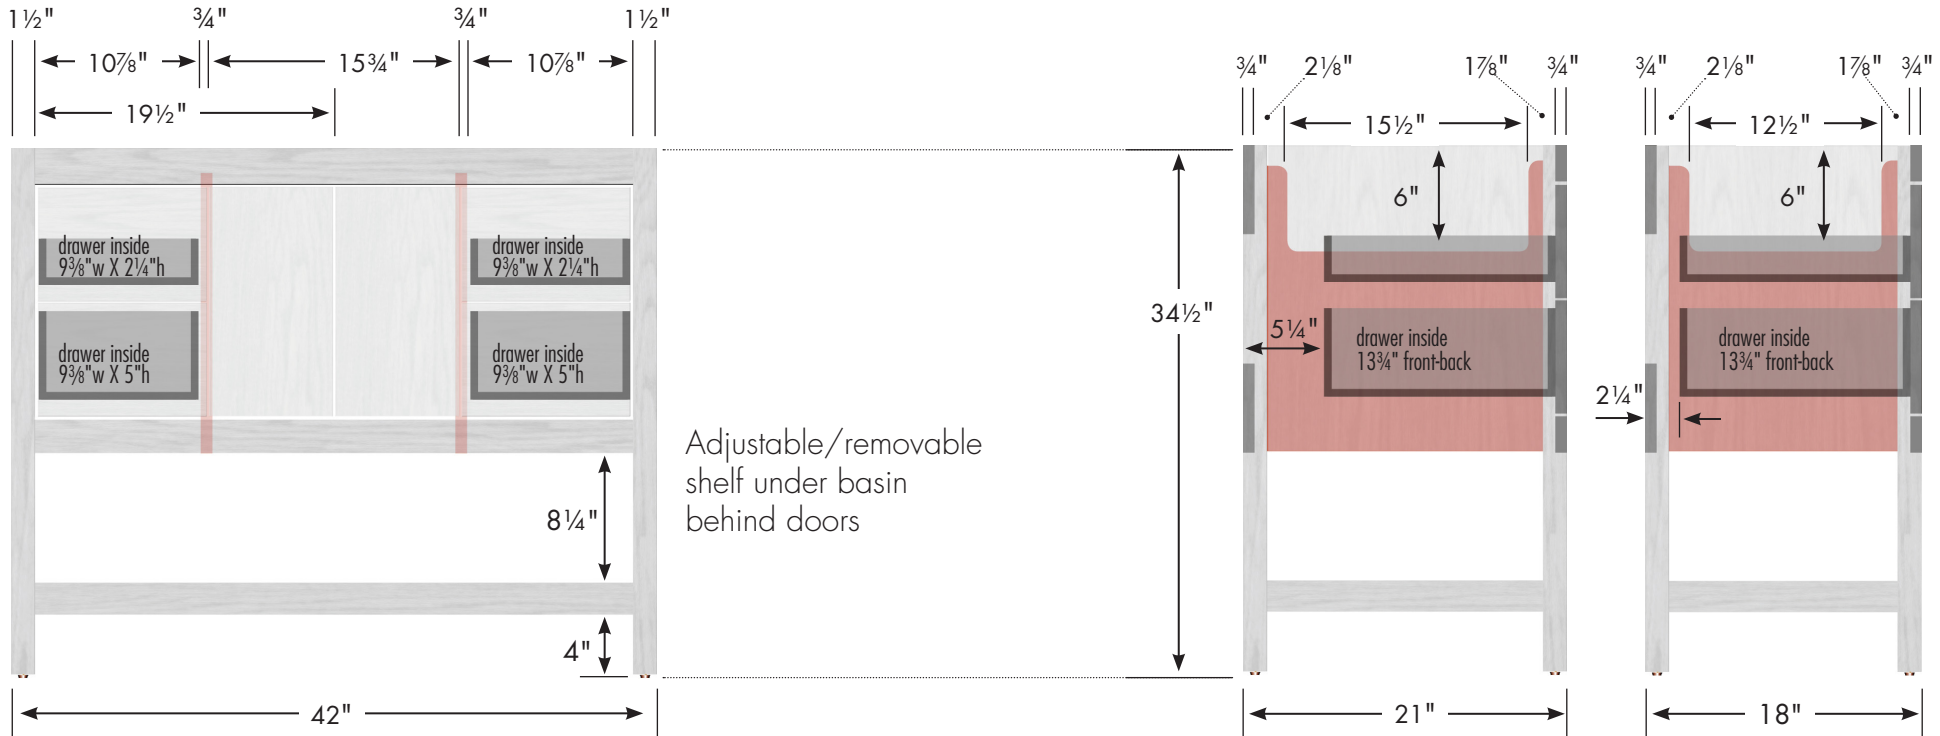 1½" ¾" ¾" 1½"
10⅞" 15¾" 10⅞"
19½"
drawer inside
9⅜"w X 2¼"h
drawer inside
9⅜"w X 2¼"h
drawer inside
9⅜"w X 5"h
drawer inside
9⅜"w X 5"h
8¼"
4"
42"
Adjustable/removable
shelf under basin
behind doors
34½"
¾" 2⅛" 1⅞" ¾"
15½"
6"
5¼"
drawer inside
13¾" front-back
21"
¾" 2⅛" 1⅞" ¾"
12½"
6"
drawer inside
13¾" front-back
2¼"
18"